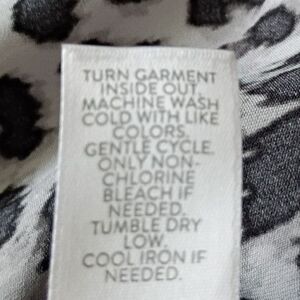 TURN GARMENT
INSIDE OUT.
MACHINE WASH
COLD WITH LIKE
COLORS.
GENTLE CYCLE.
ONLY NON-
CHLORINE
BLEACH IF
NEEDED.
TUMBLE DRY
LOW.
COOL IRON IF
NEEDED.